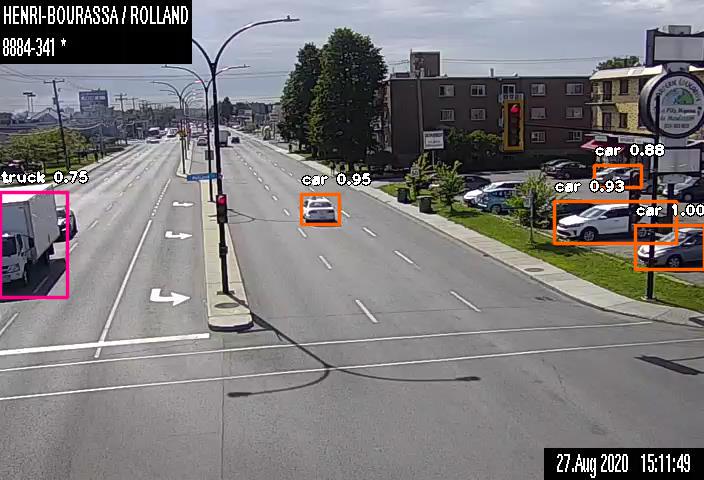 HENRI-BOURASSA / ROLLAND
8884-341 *
truck 0.75
car 0.95
car 0.88
car 0.93
car 1.00
27.Aug 2020 15:11:49